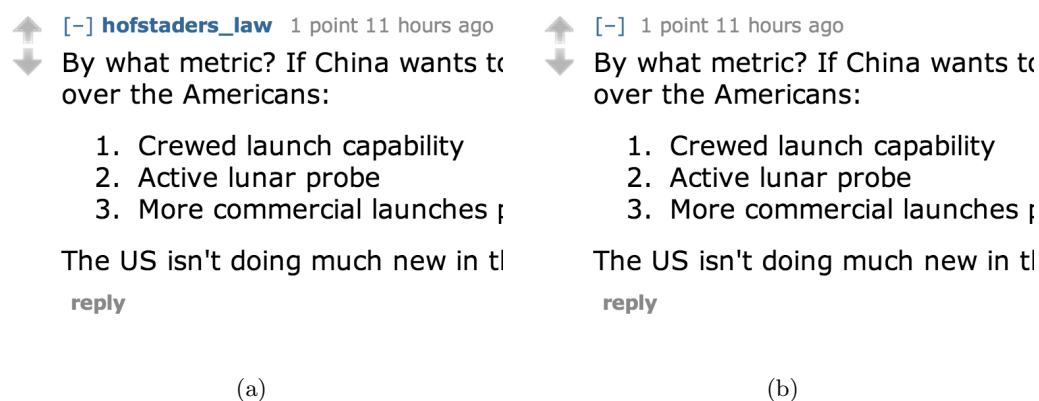 [–] hofstaders_law 1 point 11 hours ago
By what metric? If China wants
over the Americans:
1. Crewed launch capability
2. Active lunar probe
3. More commercial launches
The US isn't doing much new in
reply
(a)
[–] 1 point 11 hours ago
By what metric? If China wants
over the Americans:
1. Crewed launch capability
2. Active lunar probe
3. More commercial launches
The US isn't doing much new in
reply
(b)